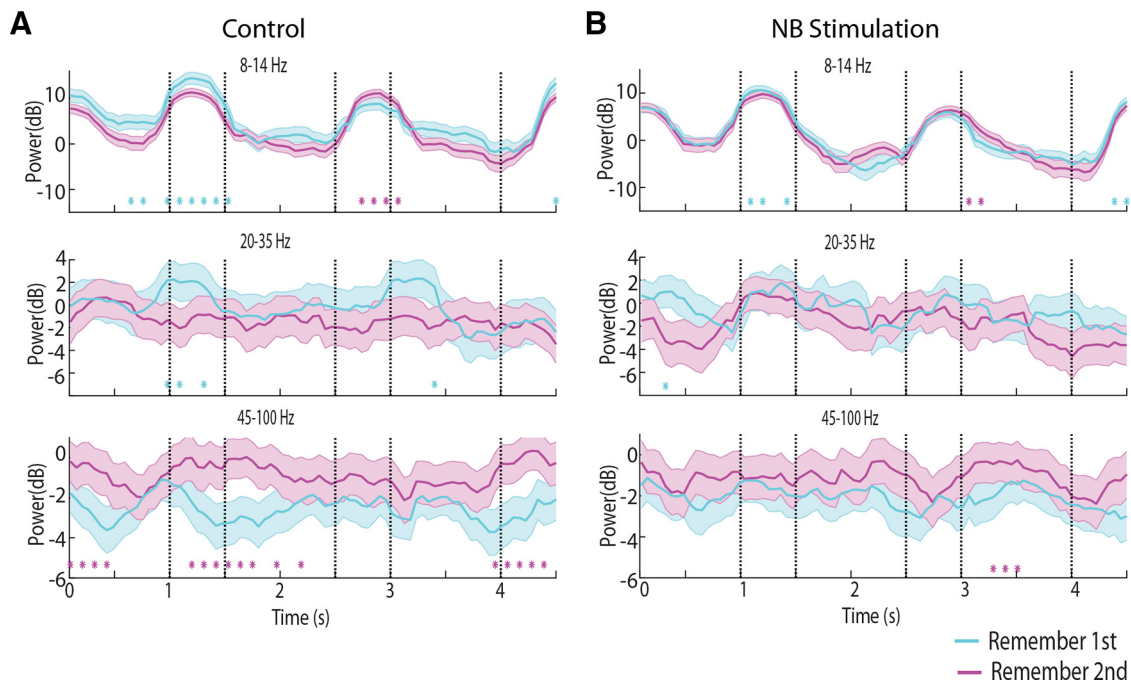 A
Control
8-14 Hz
Power(dB)
10
0
-10
* * * * * * * * * * * * *
20-35 Hz
Power(dB)
4
2
0
-2
-4
-6
* * * *
45-100 Hz
Power(dB)
0
-2
-4
-6
* * * * * * * * * * * * * * * * *
0 1 2 3 4
Time (s)
B
NB Stimulation
8-14 Hz
Power(dB)
10
0
-10
* * * * * * *
20-35 Hz
Power(dB)
4
2
0
-2
-4
-6
*
45-100 Hz
Power(dB)
0
-2
-4
-6
* * *
0 1 2 3 4
Time (s)
Remember 1st
Remember 2nd